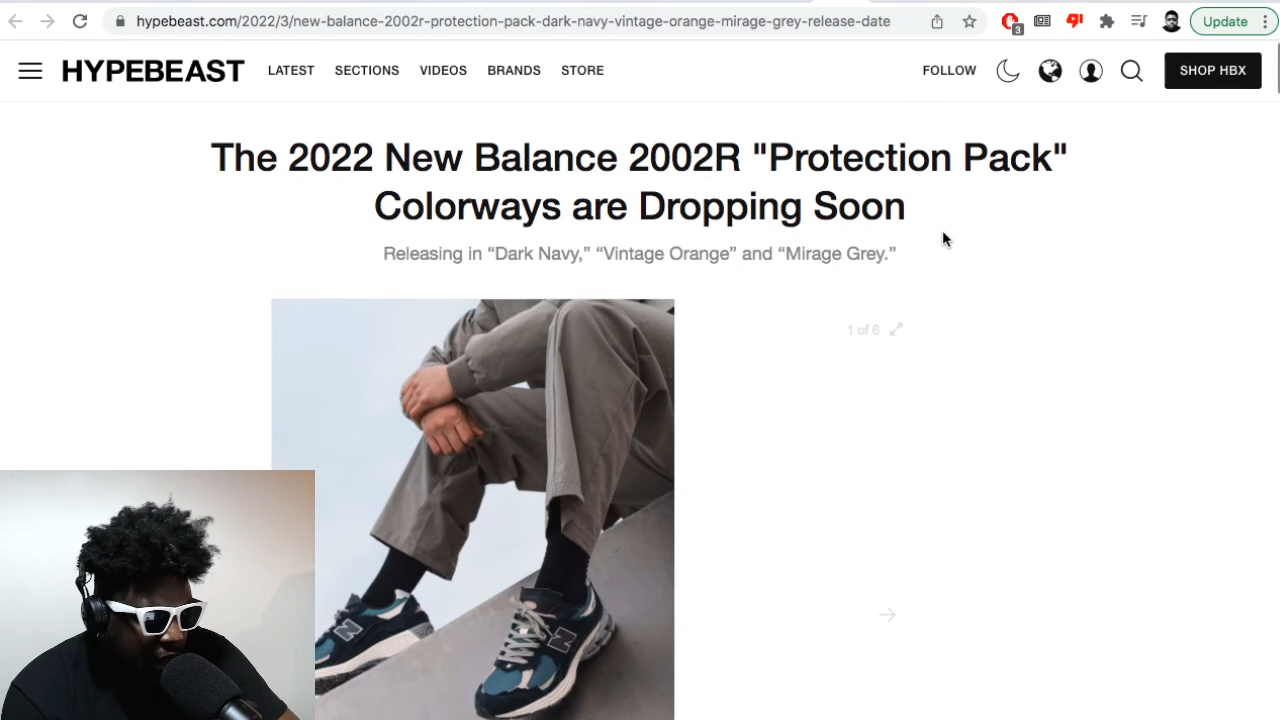 hypebeast.com/2022/3/new-balance-2002r-protection-pack-dark-navy-vintage-orange-mirage-grey-release-date
3
Update
HYPEBEAST LATEST SECTIONS VIDEOS BRANDS STORE FOLLOW SHOP HBX
The 2022 New Balance 2002R "Protection Pack"
Colorways are Dropping Soon
Releasing in “Dark Navy,” “Vintage Orange” and “Mirage Grey.”
1 of 6
N
N